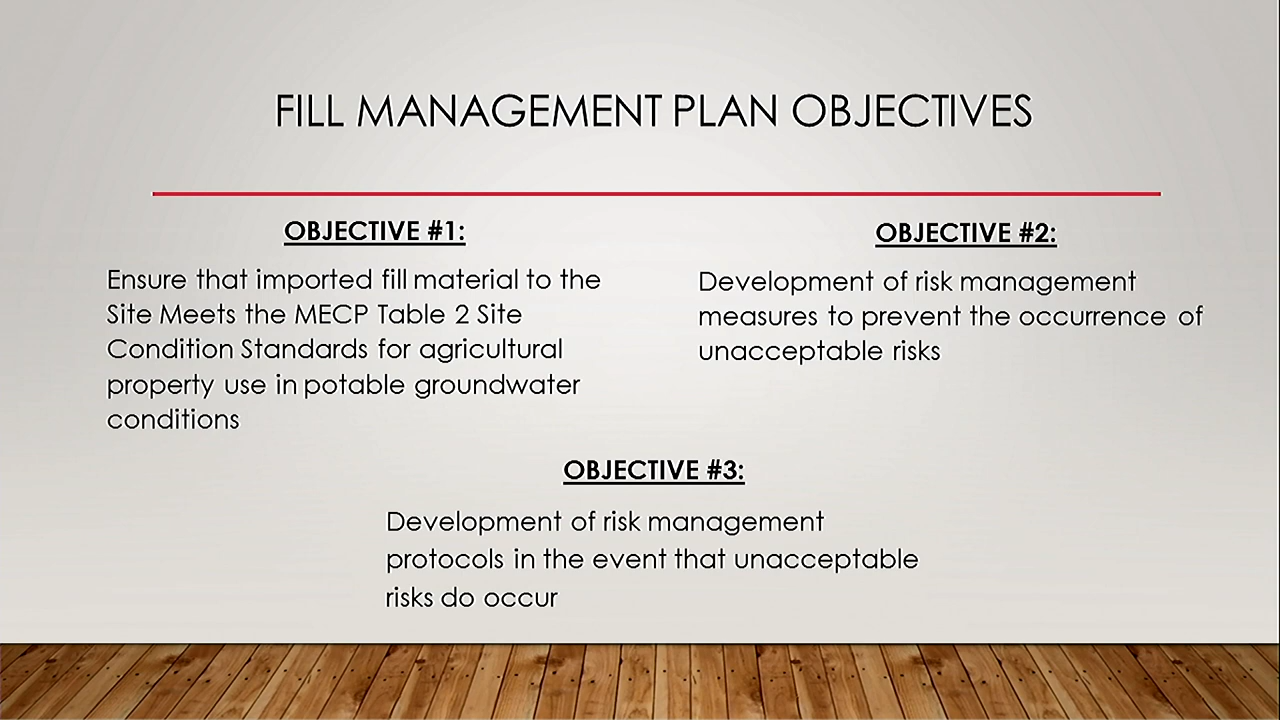 FILL MANAGEMENT PLAN OBJECTIVES
OBJECTIVE #1:
Ensure that imported fill material to the
Site Meets the MECP Table 2 Site
Condition Standards for agricultural
property use in potable groundwater
conditions
OBJECTIVE #2:
Development of risk management
measures to prevent the occurrence of
unacceptable risks
OBJECTIVE #3:
Development of risk management
protocols in the event that unacceptable
risks do occur